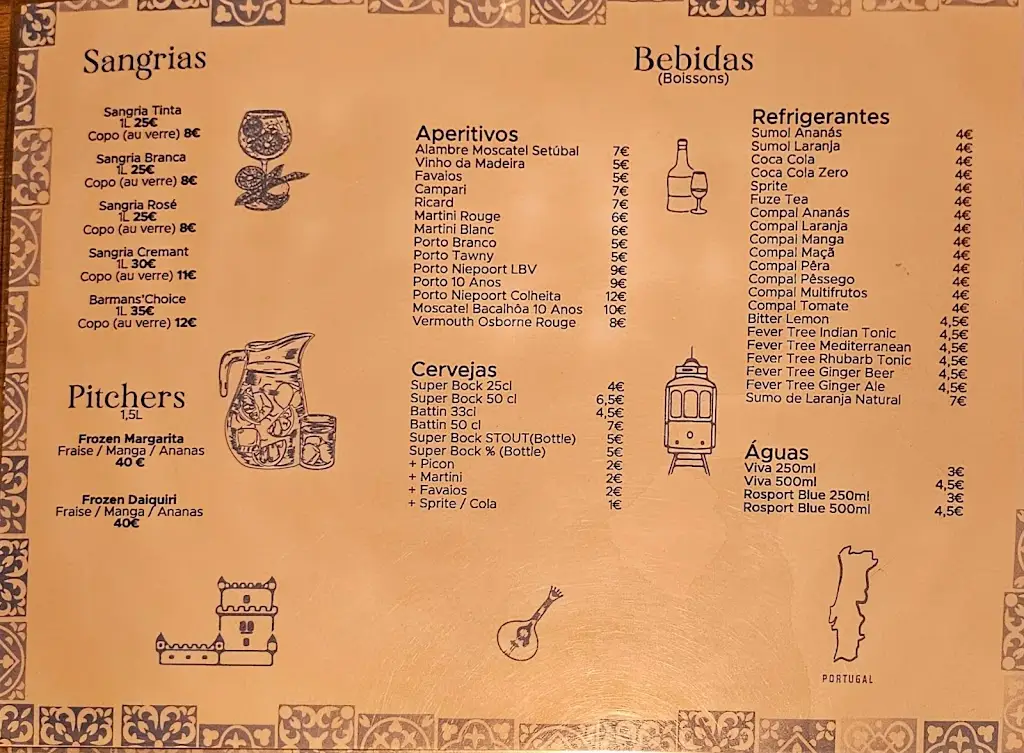 Sangrias
Sangria Tinta
1L 25€
Copo (au verre) 8€
Sangria Branca
1L 25€
Copo (au verre) 8€
Sangria Rosé
1L 25€
Copo (au verre) 8€
Sangria Cremant
1L 30€
Copo (au verre) 11€
Barmans'Choice
1L 35€
Copo (au verre) 12€
Pitchers
1,5L
Frozen Margarita
Fraise / Manga / Ananas
40 €
Frozen Daiquiri
Fraise / Manga / Ananas
40€
Bebidas
(Boissons)
Aperitivos
Alambre Moscatel Setúbal 7€
Vinho da Madeira 5€
Favaios 5€
Campari 7€
Ricard 7€
Martini Rouge 6€
Martini Blanc 6€
Porto Branco 5€
Porto Tawny 5€
Porto Niepoort LBV 9€
Porto 10 Anos 9€
Porto Niepoort Colheita 12€
Moscatel Bacalhôa 10 Anos 10€
Vermouth Osborne Rouge 8€
Cervejas
Super Bock 25cl 4€
Super Bock 50 cl 6,5€
Battin 33cl 4,5€
Battin 50 cl 7€
Super Bock STOUT(Bottle) 5€
Super Bock % (Bottle) 5€
+ Picon 2€
+ Martini 2€
+ Favaios 2€
+ Sprite / Cola 1€
Refrigerantes
Sumol Ananás 4€
Sumol Laranja 4€
Coca Cola 4€
Coca Cola Zero 4€
Sprite 4€
Fuze Tea 4€
Compal Ananás 4€
Compal Laranja 4€
Compal Manga 4€
Compal Maçã 4€
Compal Pêra 4€
Compal Pêssego 4€
Compal Multifrutos 4€
Compal Tomate 4€
Bitter Lemon 4,5€
Fever Tree Indian Tonic 4,5€
Fever Tree Mediterranean 4,5€
Fever Tree Rhubarb Tonic 4,5€
Fever Tree Ginger Beer 4,5€
Fever Tree Ginger Ale 4,5€
Sumo de Laranja Natural 7€
Águas
Viva 250ml 3€
Viva 500ml 4,5€
Rosport Blue 250ml 3€
Rosport Blue 500ml 4,5€
PORTUGAL